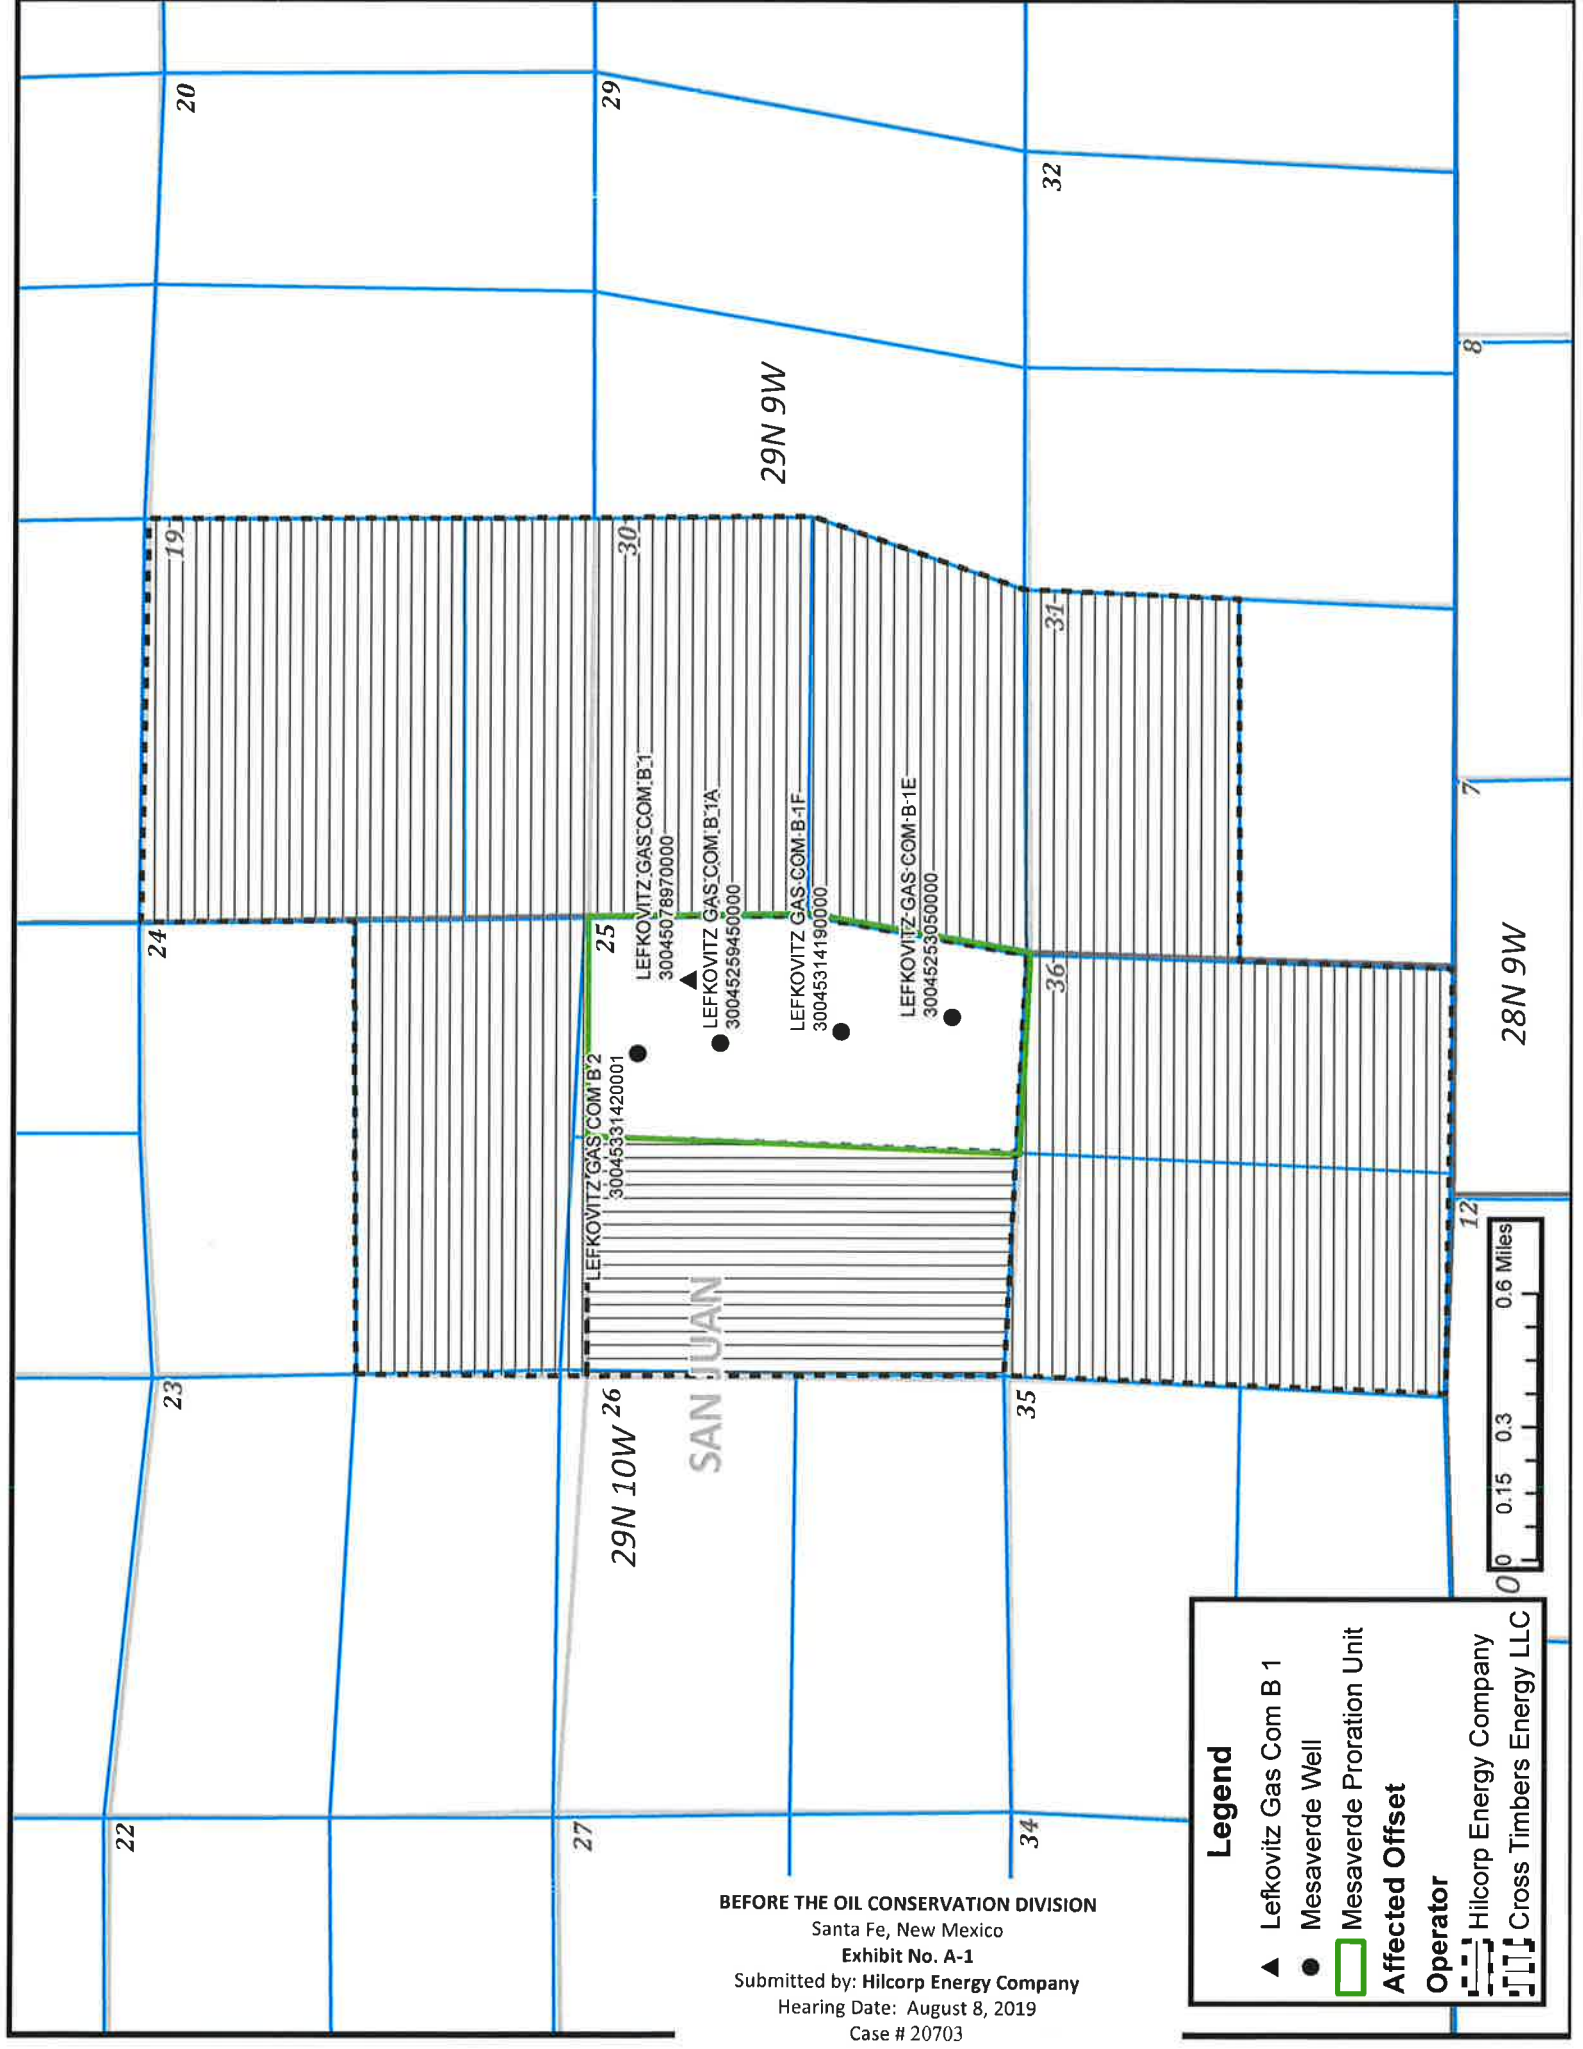 20
29
32
8
19
30
29N 9W
31
7
24
25
LEFKOVITZ GAS COM B 1
30045078970000
LEFKOVITZ GAS COM B 1A
30045259450000
LEFKOVITZ GAS COM B 1F
30045314190000
LEFKOVITZ GAS COM B 1E
30045253050000
36
28N 9W
LEFKOVITZ GAS COM B 2
30045331420001
12
23
26
29N 10W
SAN JUAN
35
0 0.15 0.3 0.6 Miles
0
22
27
34
Legend
Lefkovitz Gas Com B 1
Mesaverde Well
Mesaverde Proration Unit
Affected Offset
Operator
Hilcorp Energy Company
Cross Timbers Energy LLC
BEFORE THE OIL CONSERVATION DIVISION
Santa Fe, New Mexico
Exhibit No. A-1
Submitted by: Hilcorp Energy Company
Hearing Date: August 8, 2019
Case # 20703